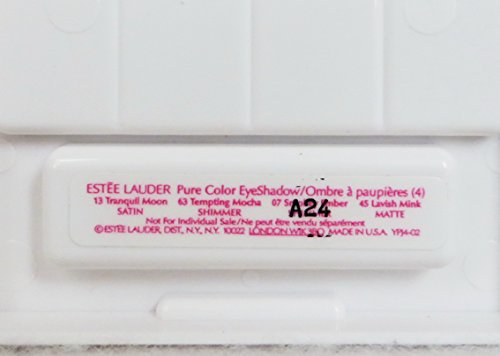 ESTĒE LAUDER Pure Color EyeShadow/Ombre à paupières (4)
13 Tranquil Moon 63 Tempting Mocha 07 45 Lavish Mink
SATIN SHIMMER A24 MATTE
Not For Individual Sale/Ne peut être vendu séparément
©ESTĒE LAUDER, DIST., N.Y., N.Y. 10022 LONDON W1K 3BQ MADE IN U.S.A. YPJ4-02